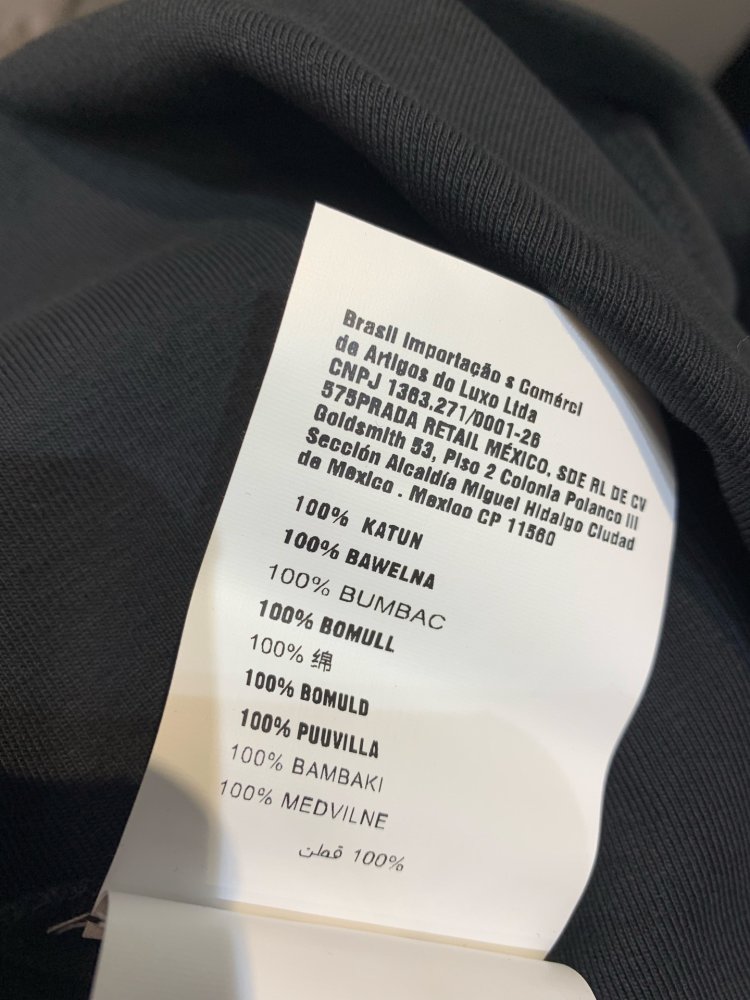 Brasil Importação s Comérci
de Artigos do Luxo Ltda
CNPJ 1363.271/0001-26
575PRADA RETAIL MÉXICO, SDE RL DE CV
Goldsmith 53, Piso 2 Colonia Polanco III
Sección Alcaldía Miguel Hidalgo Ciudad
de Mexico . Mexloo CP 11560
100% KATUN
100% BAWELNA
100% BUMBAC
100% BOMULL
100% 绵
100% BOMULD
100% PUUVILLA
100% BAMBAKI
100% MEDVILNE
100% قطن